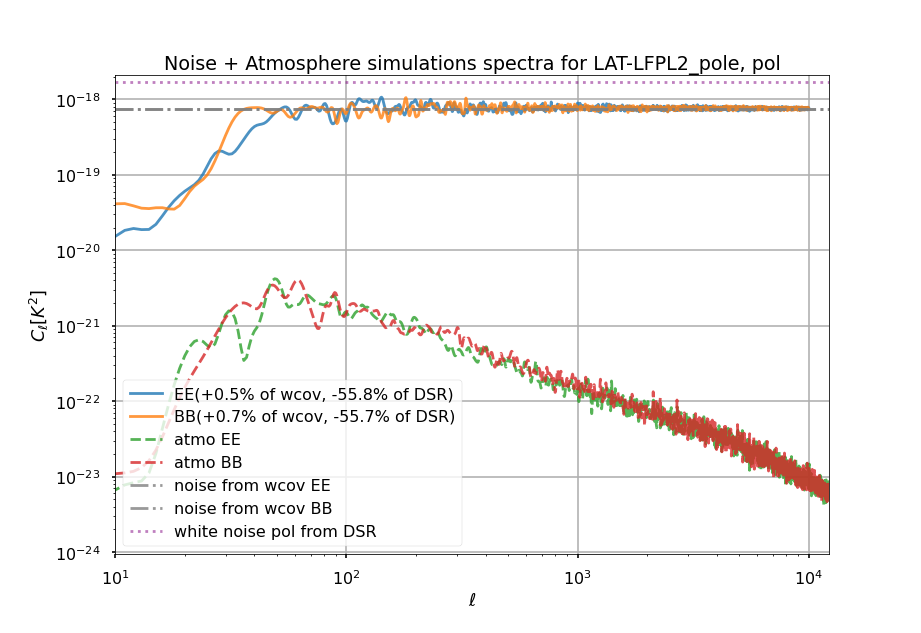 Noise + Atmosphere simulations spectra for LAT-LFPL2_pole, pol
10⁻¹⁸
10⁻¹⁹
10⁻²⁰
10⁻²¹
10⁻²²
10⁻²³
10⁻²⁴
C_ℓ[K²]
EE(+0.5% of wcov, -55.8% of DSR)
BB(+0.7% of wcov, -55.7% of DSR)
atmo EE
atmo BB
noise from wcov EE
noise from wcov BB
white noise pol from DSR
10¹ 10² 10³ 10⁴
ℓ